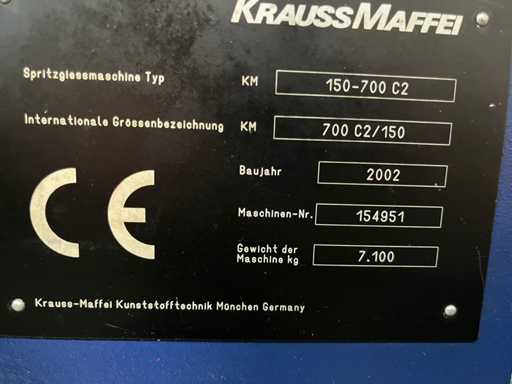 KRAUSSMAFFEI
Spritzgiessmaschine Typ KM 150-700 C2
Internationale Grössenbezeichnung KM 700 C2/150
Baujahr 2002
Maschinen-Nr. 154951
Gewicht der
Maschine kg 7.100
CE
Krauss-Maffei Kunststofftechnik München Germany